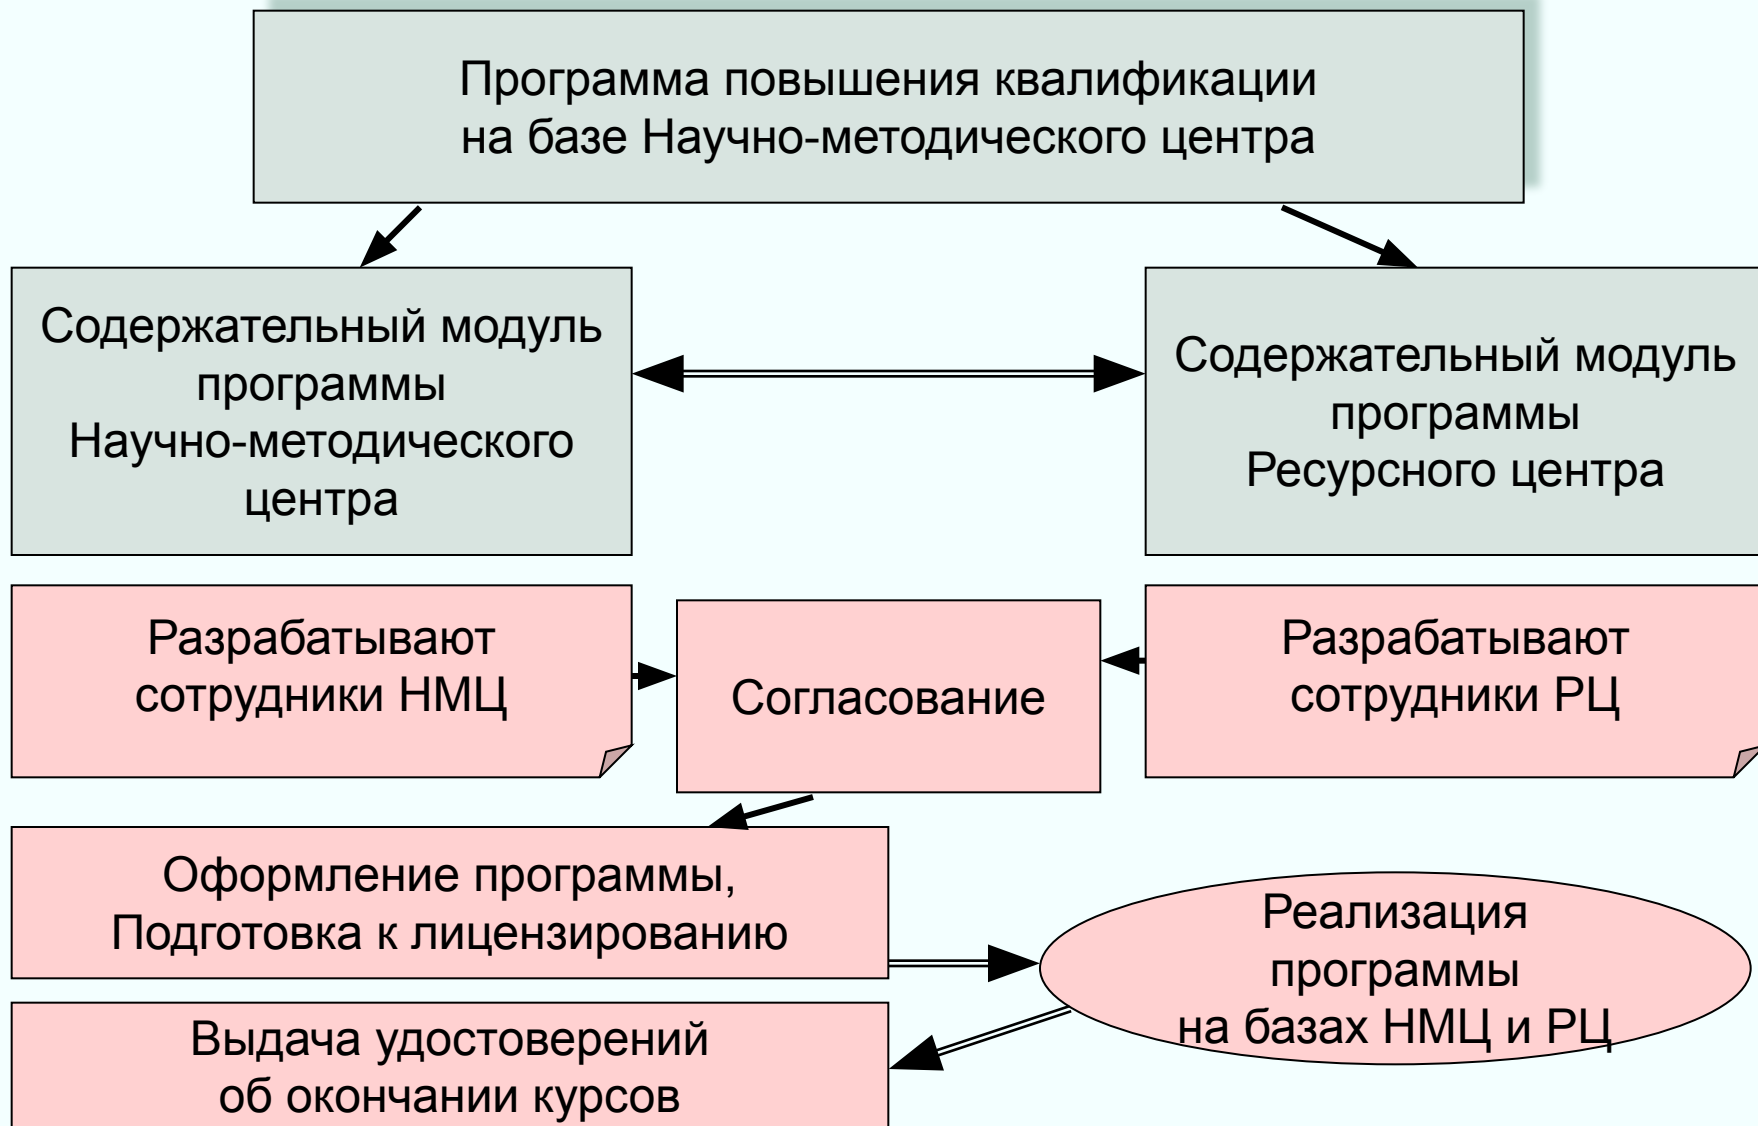 Программа повышения квалификации
на базе Научно-методического центра
Содержательный модуль
программы
Научно-методического
центра
Содержательный модуль
программы
Ресурсного центра
Разрабатывают
сотрудники НМЦ
Согласование
Разрабатывают
сотрудники РЦ
Оформление программы,
Подготовка к лицензированию
Реализация
программы
на базах НМЦ и РЦ
Выдача удостоверений
об окончании курсов